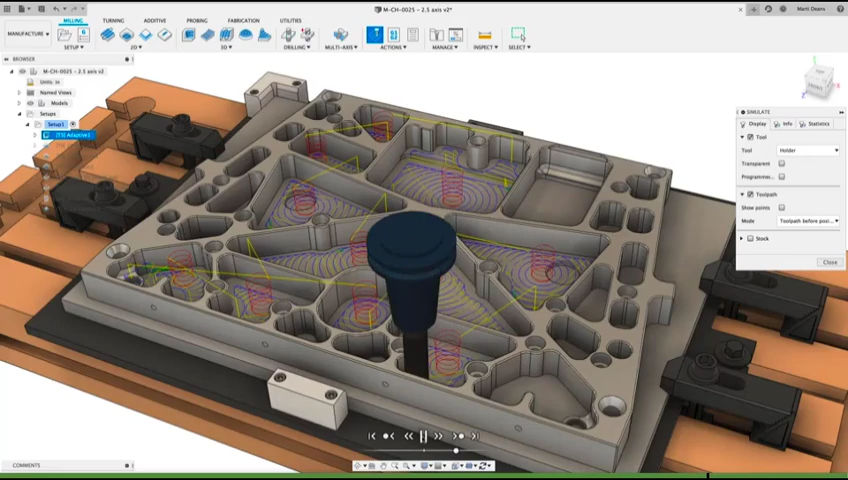 M-CH-0025 - 2.5 axis v2*
Marti Deans
MILLING TURNING ADDITIVE PROBING FABRICATION UTILITIES
MANUFACTURE
SETUP 2D 3D DRILLING MULTI-AXIS ACTIONS MANAGE INSPECT SELECT
BROWSER
M-CH-0025 - 2.5 axis v2
Units: in
Named Views
Models
Setups
Setup1
[T1] Adaptive1
TOP
FRONT
Z
X
SIMULATE
Display Info Statistics
Tool
Tool Holder
Transparent
Toolpath
Show points
Mode Toolpath before posi...
Stock
Close
COMMENTS